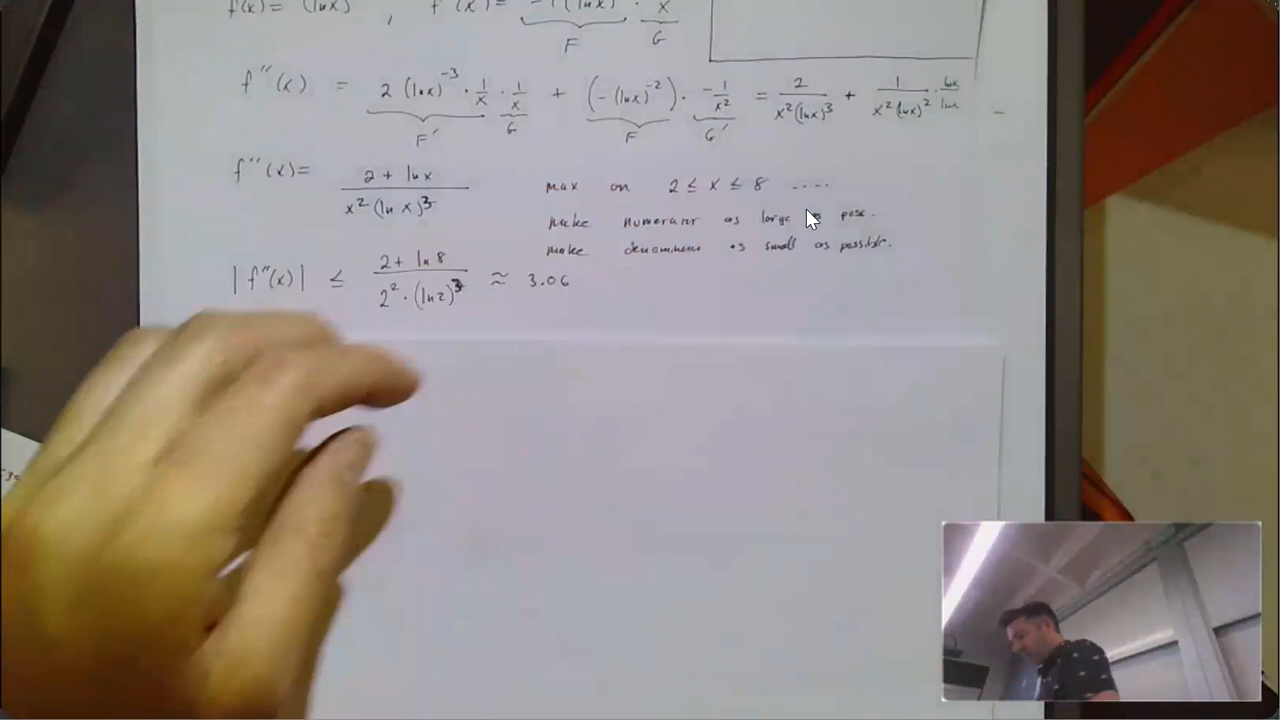 f(x) = (ln x) , f'(x) = -1 (ln x) · 1/x
F G
f''(x) = 2 (ln x)^-3 · 1/x · 1/x + (-(ln x)^-2) · -1/x^2 = 2/(x^2 (ln x)^3) + 1/(x^2 (ln x)^2) ·
F' G F G'
f''(x) = (2 + ln x)/(x^2 (ln x)^3) max on 2 ≤ x ≤ 8 ....
make numerator as large as poss.
make denominator as small as possible.
|f''(x)| ≤ (2 + ln 8)/(2^2 · (ln 2)^3) ≈ 3.06